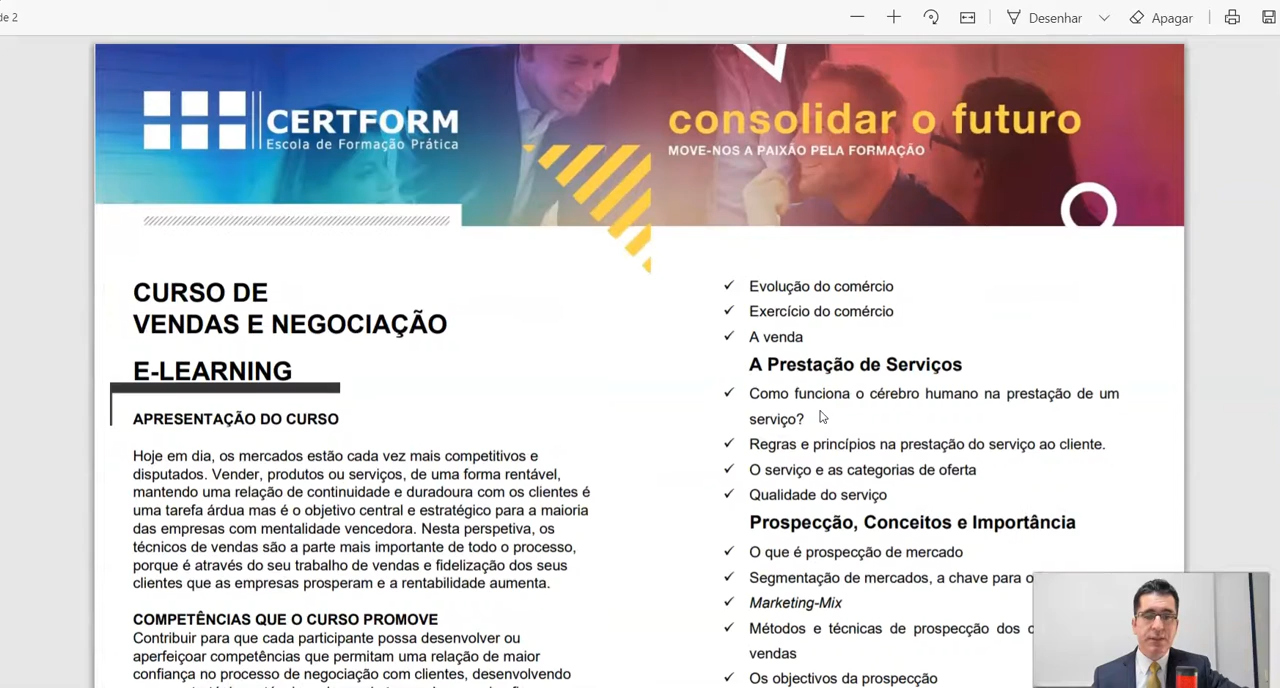 de 2
Desenhar
Apagar
CERTFORM
Escola de Formação Prática
consolidar o futuro
MOVE-NOS A PAIXÃO PELA FORMAÇÃO
CURSO DE
VENDAS E NEGOCIAÇÃO
E-LEARNING
APRESENTAÇÃO DO CURSO
Hoje em dia, os mercados estão cada vez mais competitivos e
disputados. Vender, produtos ou serviços, de uma forma rentável,
mantendo uma relação de continuidade e duradoura com os clientes é
uma tarefa árdua mas é o objetivo central e estratégico para a maioria
das empresas com mentalidade vencedora. Nesta perspetiva, os
técnicos de vendas são a parte mais importante de todo o processo,
porque é através do seu trabalho de vendas e fidelização dos seus
clientes que as empresas prosperam e a rentabilidade aumenta.
COMPETÊNCIAS QUE O CURSO PROMOVE
Contribuir para que cada participante possa desenvolver ou
aperfeiçoar competências que permitam uma relação de maior
confiança no processo de negociação com clientes, desenvolvendo
Evolução do comércio
Exercício do comércio
A venda
A Prestação de Serviços
Como funciona o cérebro humano na prestação de um
serviço?
Regras e princípios na prestação do serviço ao cliente.
O serviço e as categorias de oferta
Qualidade do serviço
Prospecção, Conceitos e Importância
O que é prospecção de mercado
Segmentação de mercados, a chave para o
Marketing-Mix
Métodos e técnicas de prospecção dos
vendas
Os objectivos da prospecção